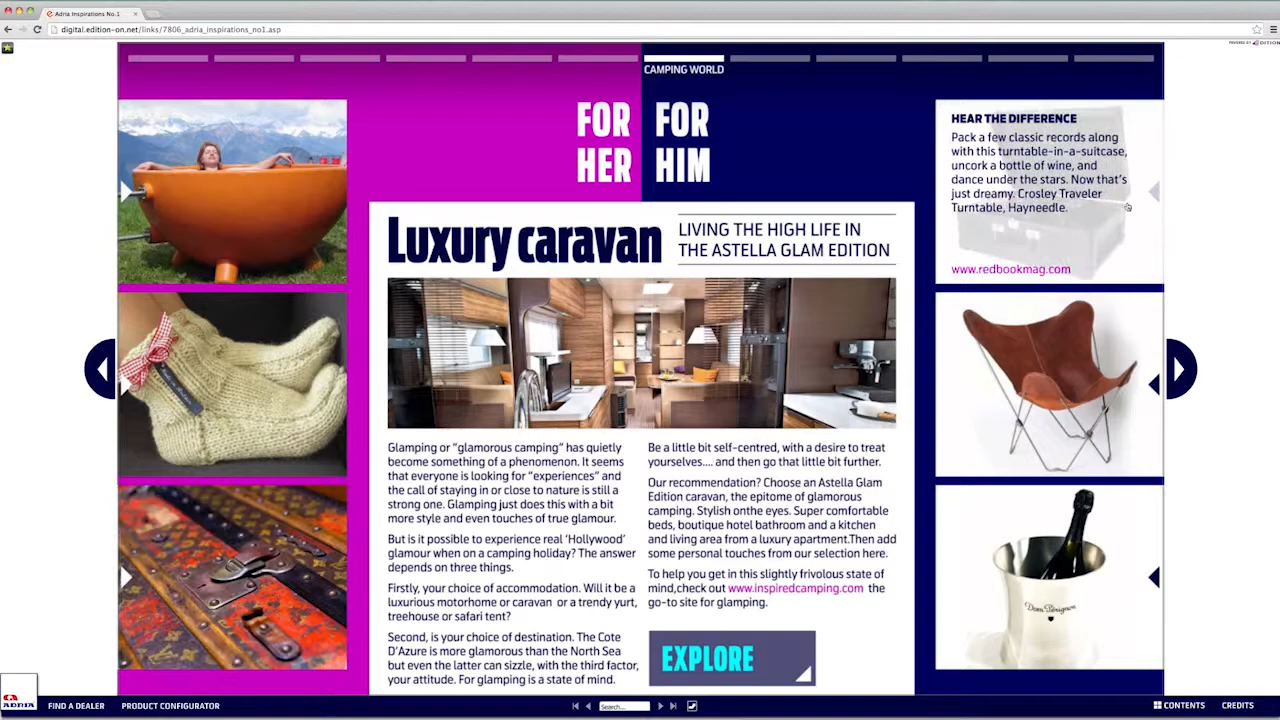 Adria Inspirations No.1
digital.edition-on.net/links/7806_adria_inspirations_no1.asp
POWERED BY EDITION
CAMPING WORLD
FOR HER
FOR HIM
HEAR THE DIFFERENCE
Pack a few classic records along
with this turntable-in-a-suitcase,
uncork a bottle of wine, and
dance under the stars. Now that's
just dreamy. Crosley Traveler
Turntable, Hayneedle.
www.redbookmag.com
Luxury caravan
LIVING THE HIGH LIFE IN
THE ASTELLA GLAM EDITION
Glamping or “glamorous camping” has quietly
become something of a phenomenon. It seems
that everyone is looking for “experiences” and
the call of staying in or close to nature is still a
strong one. Glamping just does this with a bit
more style and even touches of true glamour.
But is it possible to experience real ‘Hollywood’
glamour when on a camping holiday? The answer
depends on three things.
Firstly, your choice of accommodation. Will it be a
luxurious motorhome or caravan or a trendy yurt,
treehouse or safari tent?
Second, is your choice of destination. The Cote
D’Azure is more glamorous than the North Sea
but even the latter can sizzle, with the third factor,
your attitude. For glamping is a state of mind.
Be a little bit self-centred, with a desire to treat
yourselves.... and then go that little bit further.
Our recommendation? Choose an Astella Glam
Edition caravan, the epitome of glamorous
camping. Stylish onthe eyes. Super comfortable
beds, boutique hotel bathroom and a kitchen
and living area from a luxury apartment.Then add
some personal touches from our selection here.
To help you get in this slightly frivolous state of
mind,check out www.inspiredcamping.com the
go-to site for glamping.
EXPLORE
Dom Pérignon
ADRIA
FIND A DEALER
PRODUCT CONFIGURATOR
Search...
CONTENTS
CREDITS